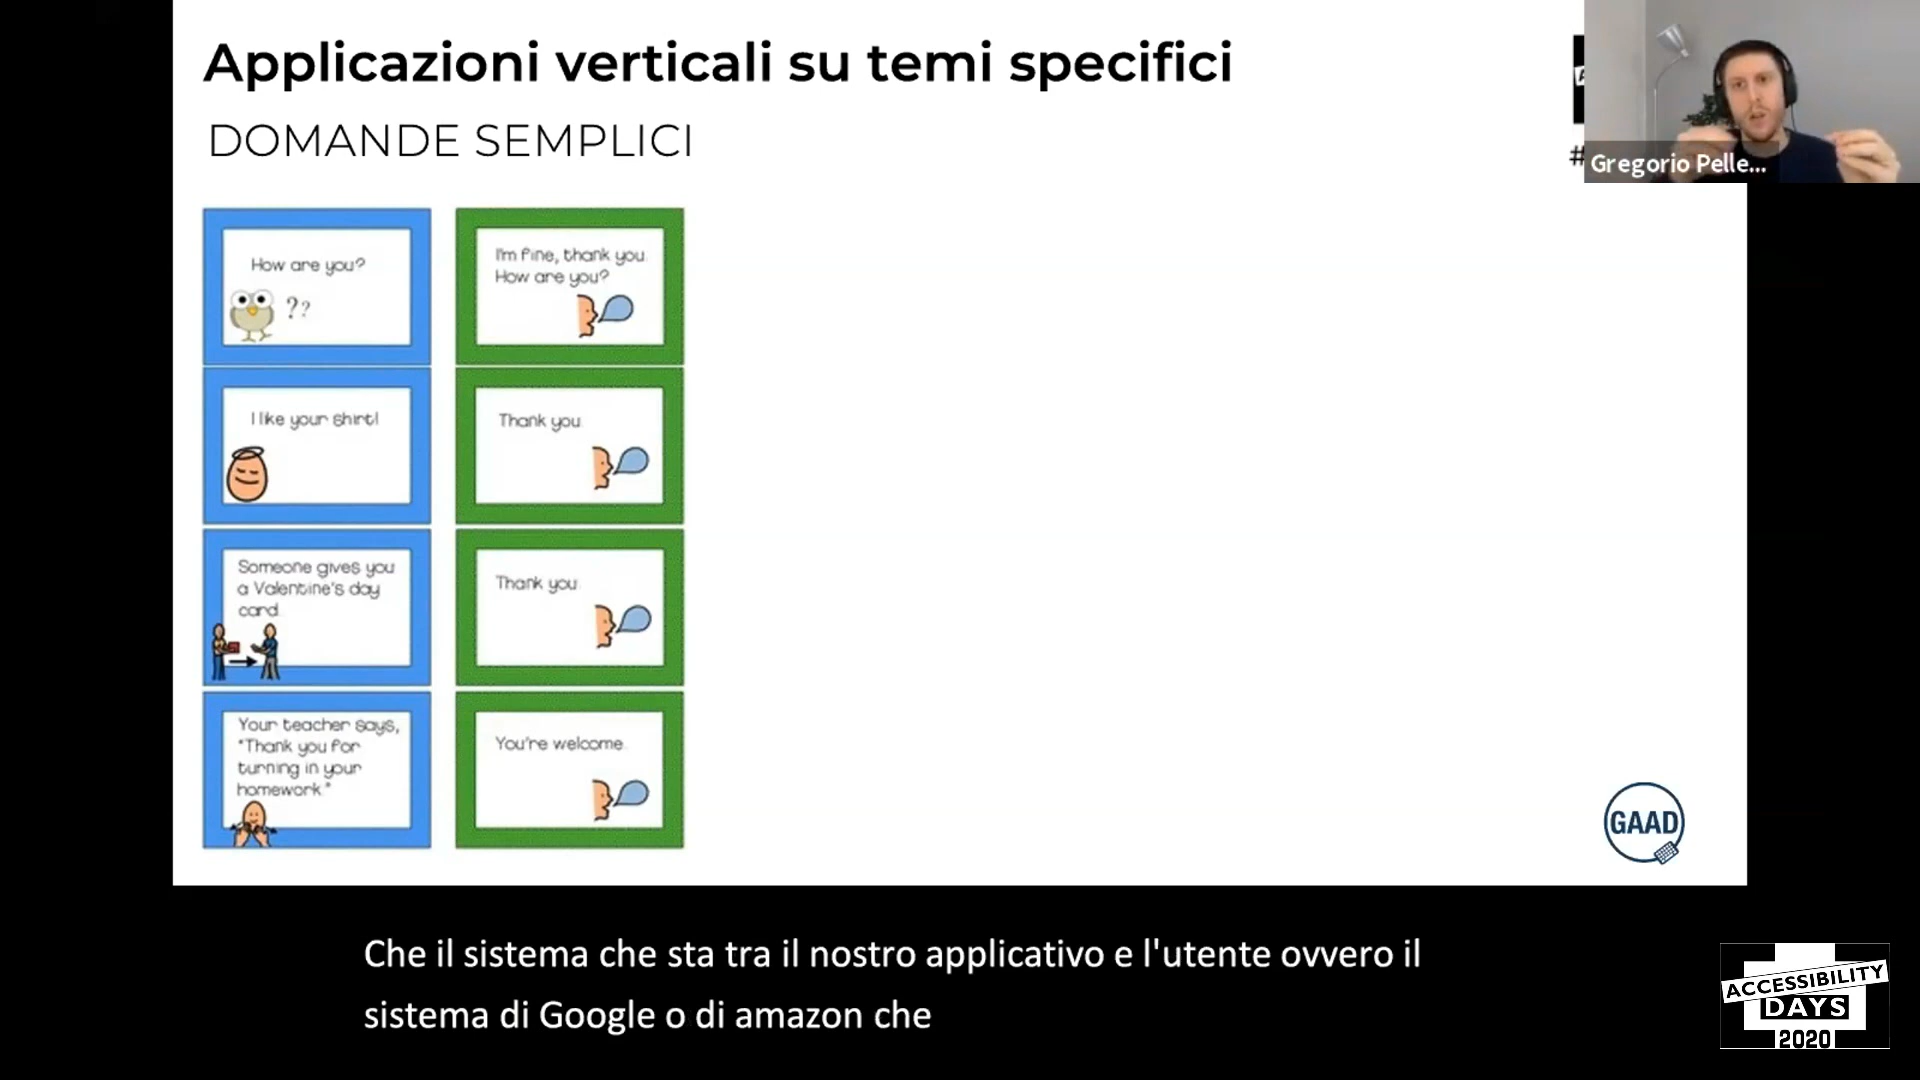 Applicazioni verticali su temi specifici
DOMANDE SEMPLICI
#
Gregorio Pelle...
How are you?
??
I'm fine, thank you.
How are you?
I like your shirt!
Thank you.
Someone gives you
a Valentine's day
card.
Thank you.
Your teacher says,
"Thank you for
turning in your
homework."
You're welcome.
GAAD
Che il sistema che sta tra il nostro applicativo e l'utente ovvero il
sistema di Google o di amazon che
ACCESSIBILITY
DAYS
2020